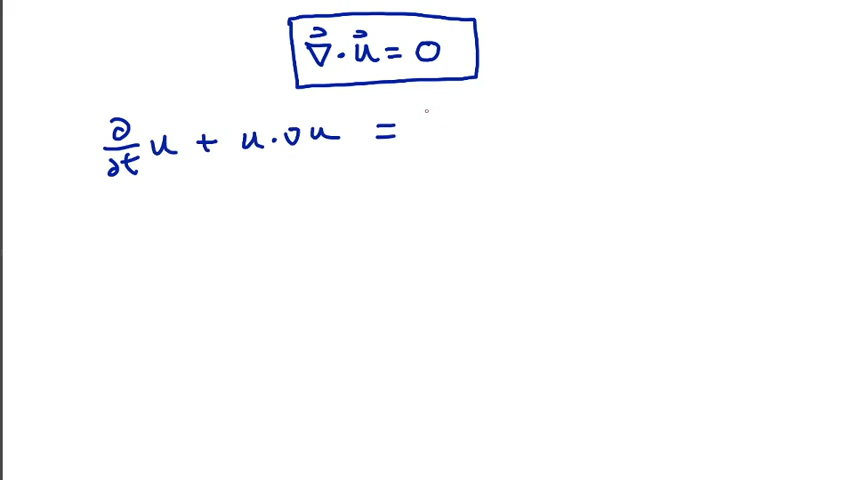 ∇⃗ · u⃗ = 0
∂/∂t u + u · ∇u =